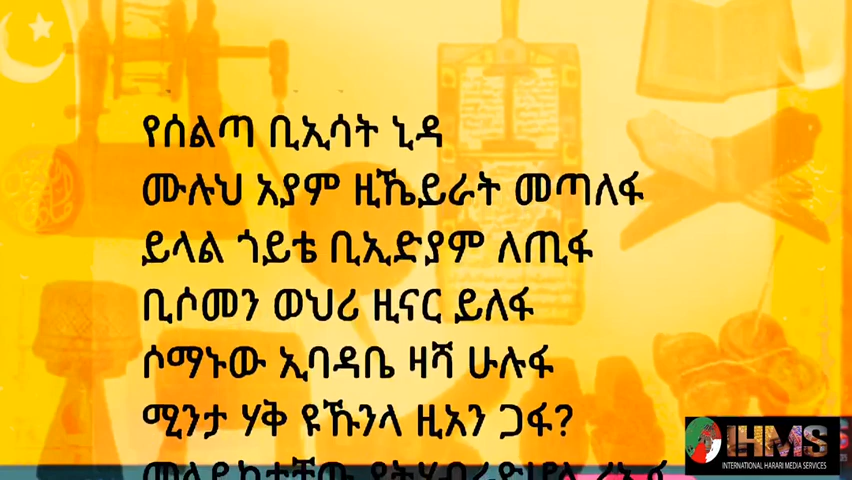 የሰልጣ ቢኢሳት ኒዳ
ሙሉህ አያም ዚኼይራት መጣለፋ
ይላል ጎይቴ ቢኢድያም ለጢፋ
ቢሶመን ወህሪ ዚናር ይለፋ
ሶማኑው ኢባዳቤ ዛሻ ሁሉፋ
ሚንታ ሃቅ ዩኹንላ ዚአን ጋፋ?
IHMS
INTERNATIONAL HARARI MEDIA SERVICES